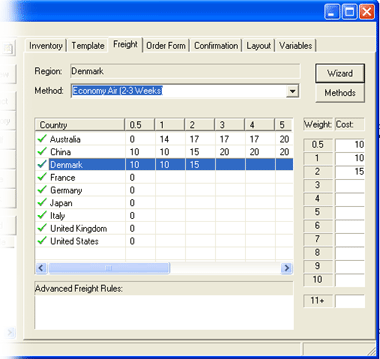 Inventory Template Freight Order Form Confirmation Layout Variables
Region: Denmark
Wizard
Method: Economy Air (2-3 Weeks)
Methods
Country 0.5 1 2 3 4 5
Australia 0 14 17 17 17 20
China 10 10 15 20 20 20
Denmark 10 10 15
France 0
Germany 0
Japan 0
Italy 0
United Kingdom 0
United States 0
Weight: Cost:
0.5 10
1 10
2 15
3
4
5
6
7
8
9
10
11+
Advanced Freight Rules: